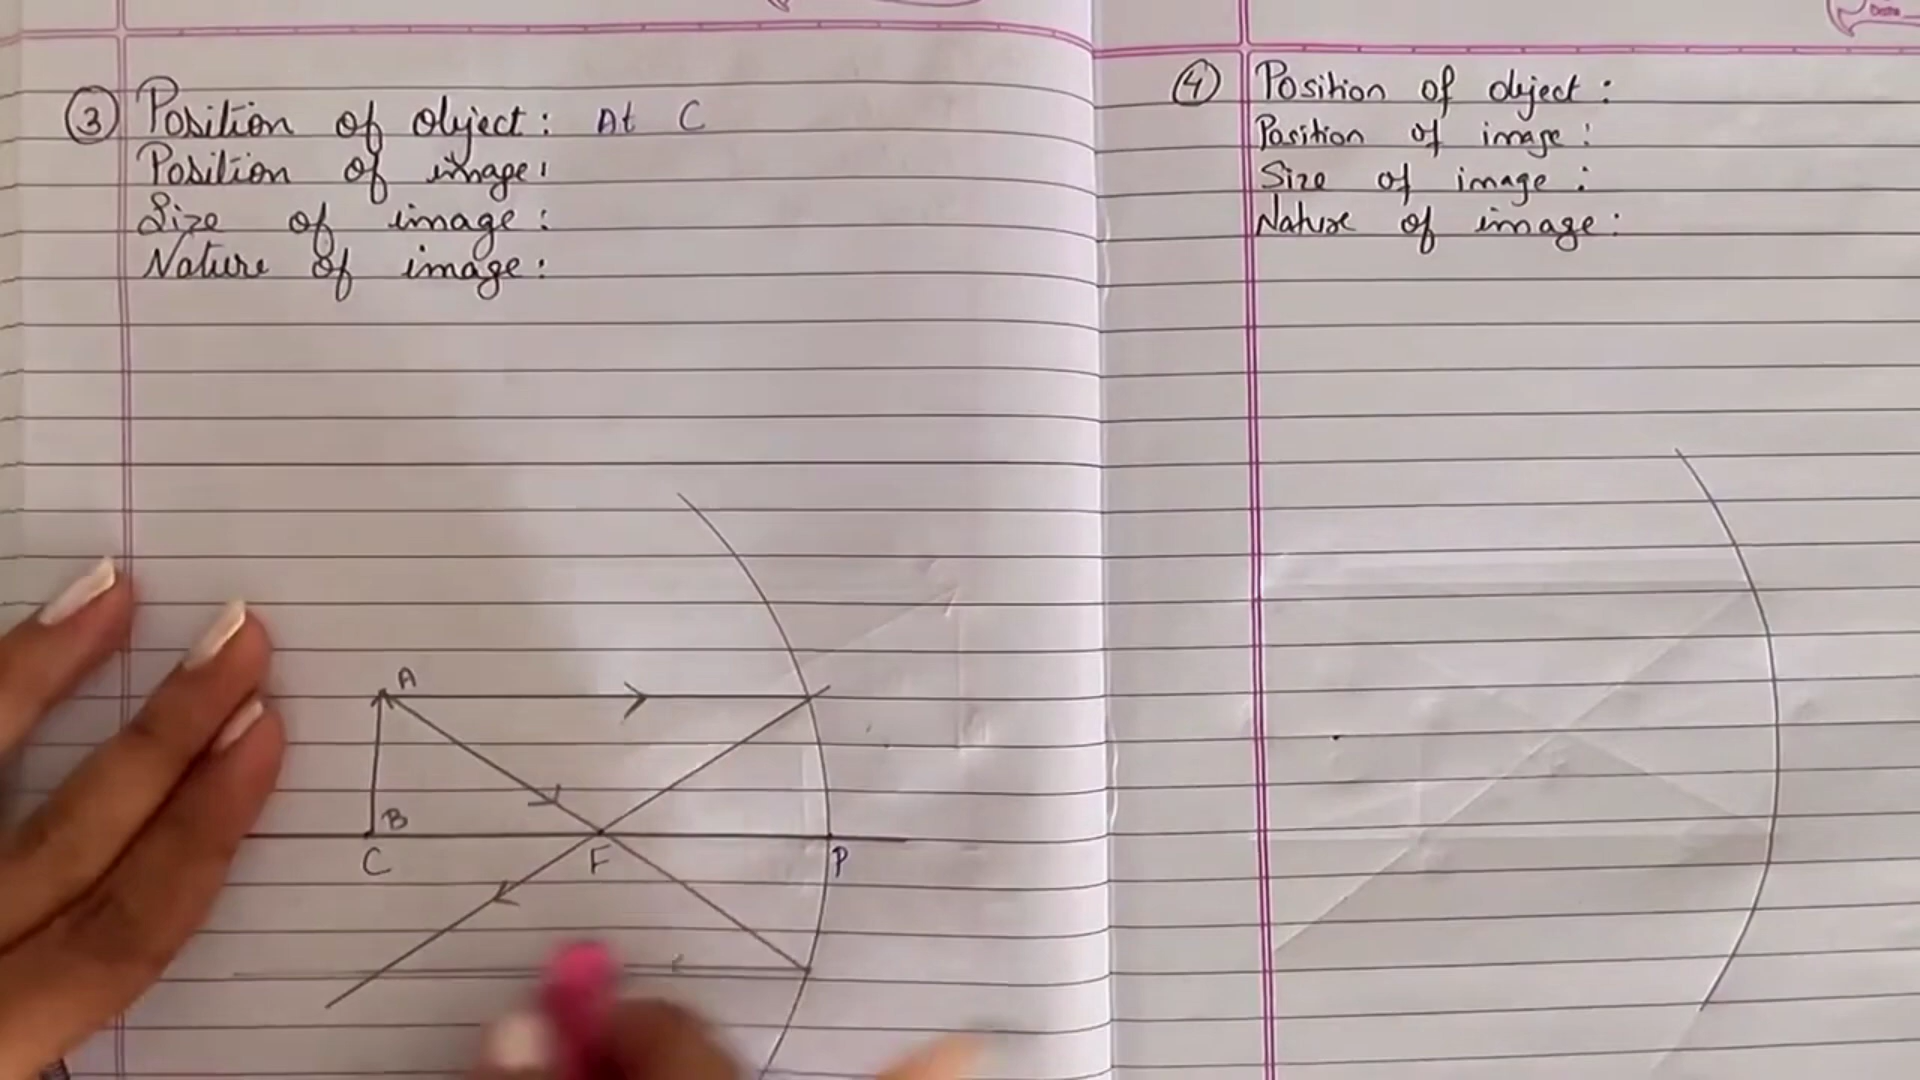 ③ Position of object: At C
Position of image:
Size of image:
Nature of image:
A
B
C
F
P
④ Position of object:
Position of image:
Size of image:
Nature of image: